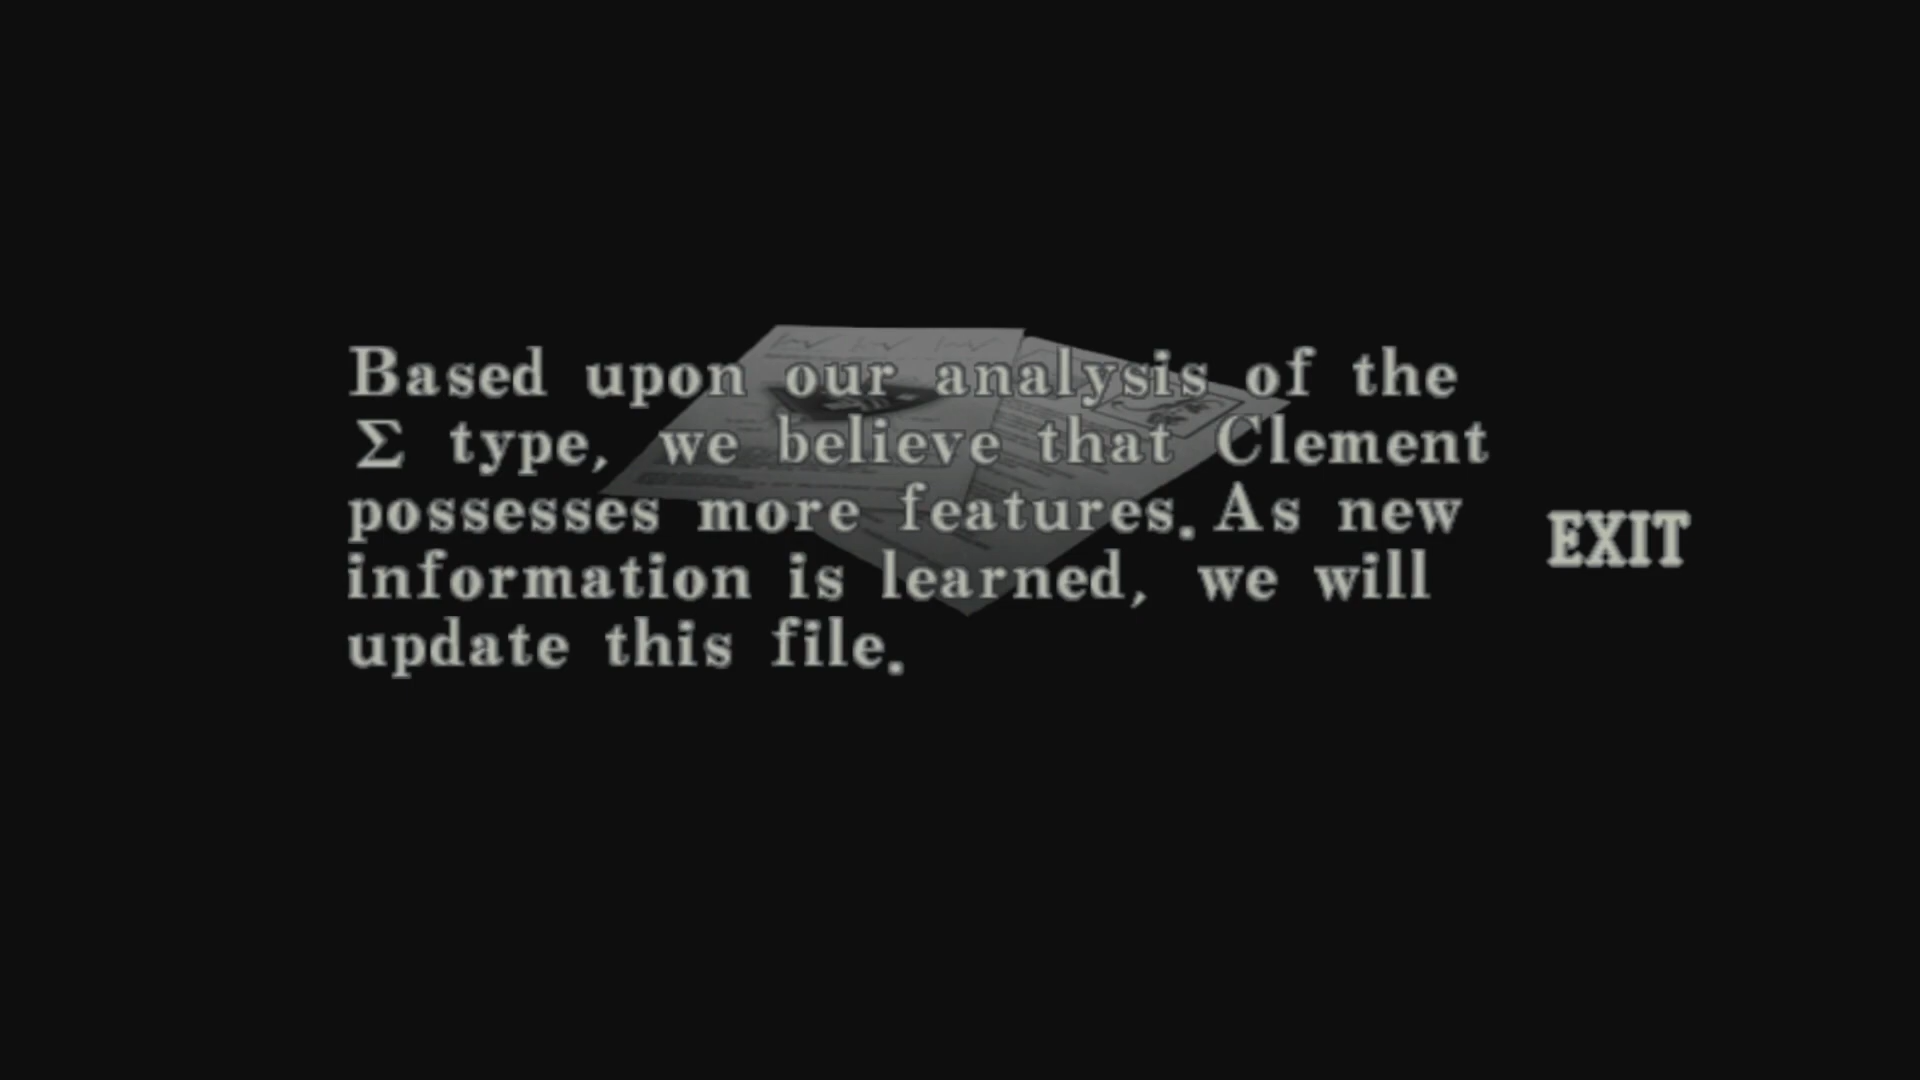 Based upon our analysis of the
Σ type, we believe that Clement
possesses more features. As new
information is learned, we will
update this file.
EXIT